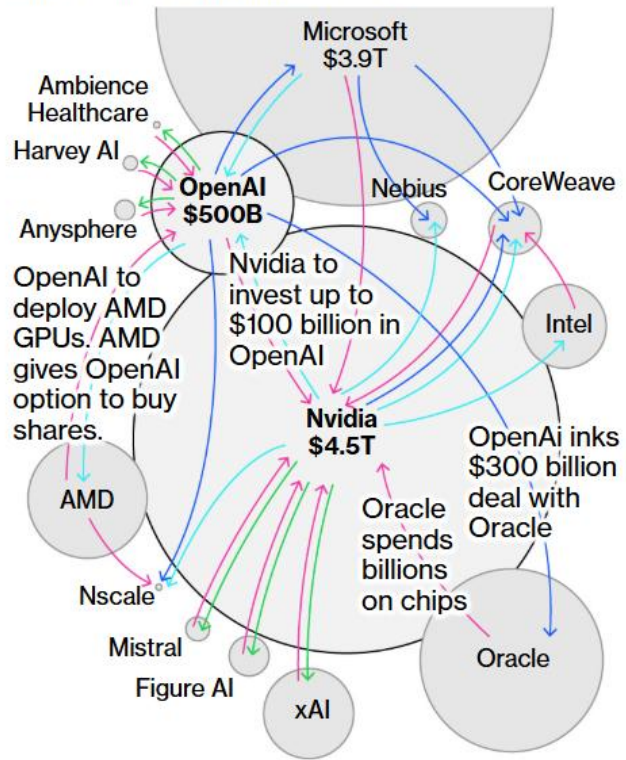 Microsoft
$3.9T
Ambience
Healthcare
Harvey AI
OpenAI
$500B
Nebius
CoreWeave
Anysphere
OpenAI to
deploy AMD
GPUs. AMD
gives OpenAI
option to buy
shares.
Nvidia to
invest up to
$100 billion in
OpenAI
Intel
Nvidia
$4.5T
OpenAi inks
$300 billion
deal with
Oracle
AMD
Oracle
spends
billions
on chips
Nscale
Mistral
Figure AI
xAI
Oracle